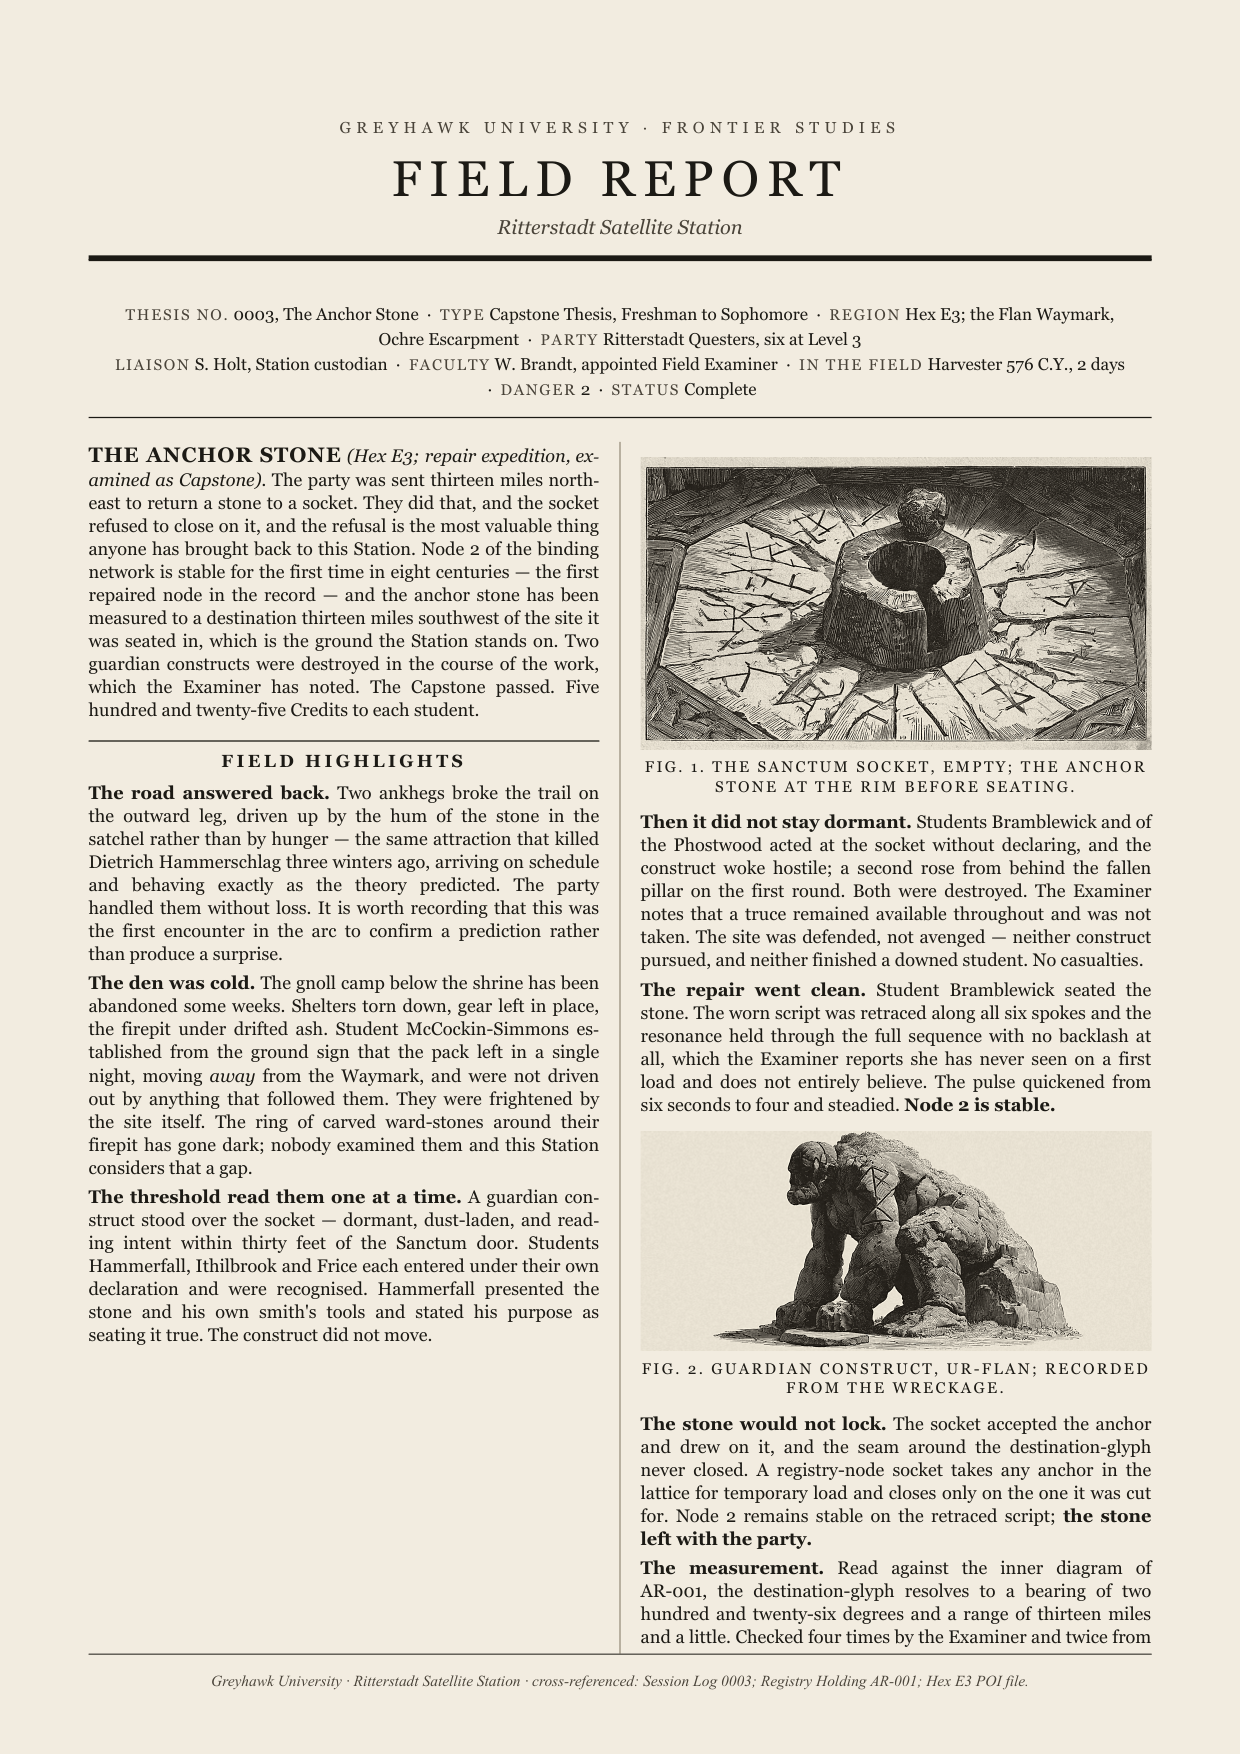 GREYHAWK UNIVERSITY · FRONTIER STUDIES
FIELD REPORT
Ritterstadt Satellite Station
THESIS NO. 0003, The Anchor Stone · TYPE Capstone Thesis, Freshman to Sophomore · REGION Hex E3; the Flan Waymark,
Ochre Escarpment · PARTY Ritterstadt Questers, six at Level 3
LIAISON S. Holt, Station custodian · FACULTY W. Brandt, appointed Field Examiner · IN THE FIELD Harvester 576 C.Y., 2 days
· DANGER 2 · STATUS Complete
THE ANCHOR STONE (Hex E3; repair expedition, ex-
amined as Capstone). The party was sent thirteen miles north-
east to return a stone to a socket. They did that, and the socket
refused to close on it, and the refusal is the most valuable thing
anyone has brought back to this Station. Node 2 of the binding
network is stable for the first time in eight centuries — the first
repaired node in the record — and the anchor stone has been
measured to a destination thirteen miles southwest of the site it
was seated in, which is the ground the Station stands on. Two
guardian constructs were destroyed in the course of the work,
which the Examiner has noted. The Capstone passed. Five
hundred and twenty-five Credits to each student.
FIELD HIGHLIGHTS
The road answered back. Two ankhegs broke the trail on
the outward leg, driven up by the hum of the stone in the
satchel rather than by hunger — the same attraction that killed
Dietrich Hammerschlag three winters ago, arriving on schedule
and behaving exactly as the theory predicted. The party
handled them without loss. It is worth recording that this was
the first encounter in the arc to confirm a prediction rather
than produce a surprise.
The den was cold. The gnoll camp below the shrine has been
abandoned some weeks. Shelters torn down, gear left in place,
the firepit under drifted ash. Student McCockin-Simmons es-
tablished from the ground sign that the pack left in a single
night, moving away from the Waymark, and were not driven
out by anything that followed them. They were frightened by
the site itself. The ring of carved ward-stones around their
firepit has gone dark; nobody examined them and this Station
considers that a gap.
The threshold read them one at a time. A guardian con-
struct stood over the socket — dormant, dust-laden, and read-
ing intent within thirty feet of the Sanctum door. Students
Hammerfall, Ithilbrook and Frice each entered under their own
declaration and were recognised. Hammerfall presented the
stone and his own smith's tools and stated his purpose as
seating it true. The construct did not move.
FIG. 1. THE SANCTUM SOCKET, EMPTY; THE ANCHOR
STONE AT THE RIM BEFORE SEATING.
Then it did not stay dormant. Students Bramblewick and of
the Phostwood acted at the socket without declaring, and the
construct woke hostile; a second rose from behind the fallen
pillar on the first round. Both were destroyed. The Examiner
notes that a truce remained available throughout and was not
taken. The site was defended, not avenged — neither construct
pursued, and neither finished a downed student. No casualties.
The repair went clean. Student Bramblewick seated the
stone. The worn script was retraced along all six spokes and the
resonance held through the full sequence with no backlash at
all, which the Examiner reports she has never seen on a first
load and does not entirely believe. The pulse quickened from
six seconds to four and steadied. Node 2 is stable.
FIG. 2. GUARDIAN CONSTRUCT, UR-FLAN; RECORDED
FROM THE WRECKAGE.
The stone would not lock. The socket accepted the anchor
and drew on it, and the seam around the destination-glyph
never closed. A registry-node socket takes any anchor in the
lattice for temporary load and closes only on the one it was cut
for. Node 2 remains stable on the retraced script; the stone
left with the party.
The measurement. Read against the inner diagram of
AR-001, the destination-glyph resolves to a bearing of two
hundred and twenty-six degrees and a range of thirteen miles
and a little. Checked four times by the Examiner and twice from
Greyhawk University · Ritterstadt Satellite Station · cross-referenced: Session Log 0003; Registry Holding AR-001; Hex E3 POI file.